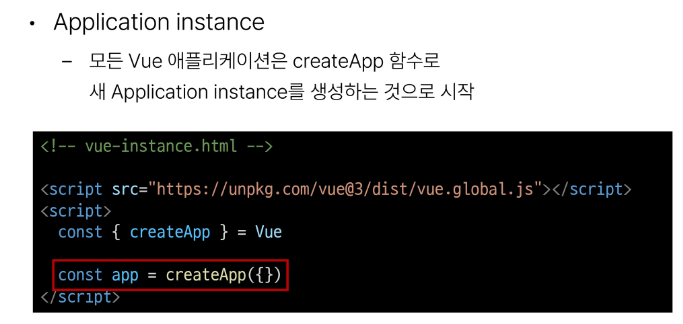 • Application instance
– 모든 Vue 애플리케이션은 createApp 함수로
새 Application instance를 생성하는 것으로 시작
<!-- vue-instance.html -->
<script src="https://unpkg.com/vue@3/dist/vue.global.js"></script>
<script>
const { createApp } = Vue
const app = createApp({})
</script>